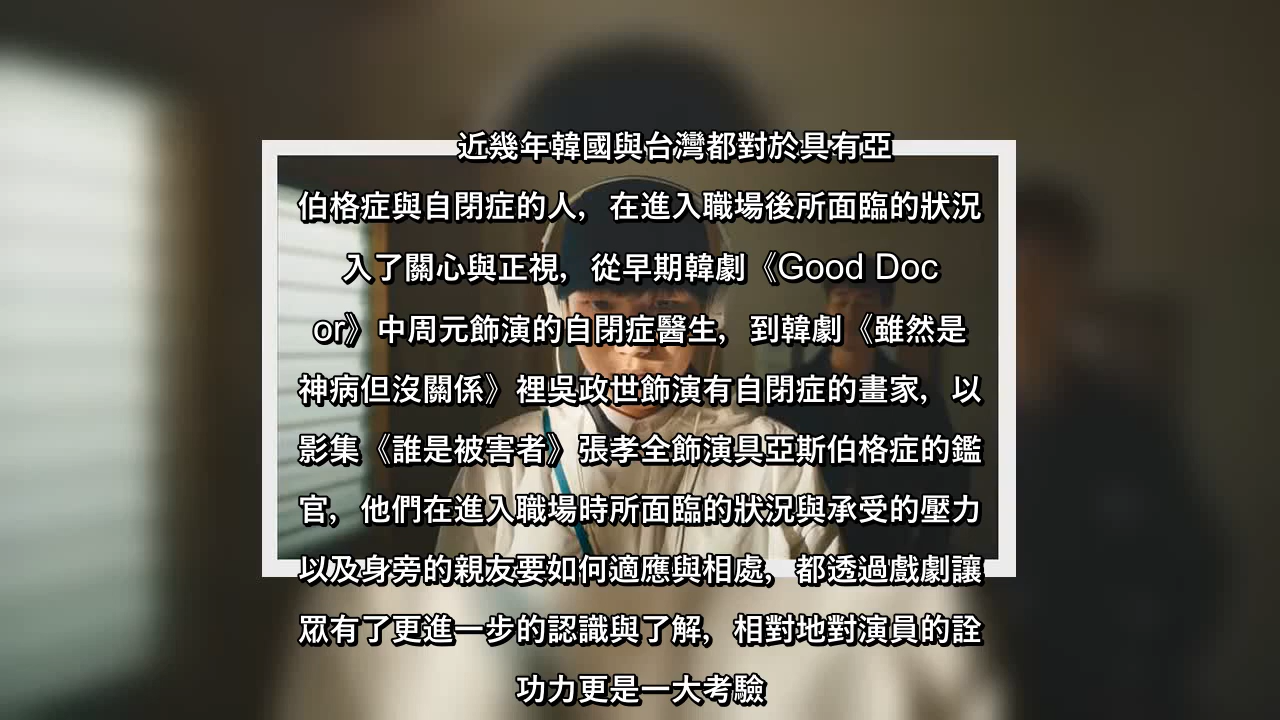 近幾年韓國與台灣都對於具有亞
伯格症與自閉症的人，在進入職場後所面臨的狀況
入了關心與正視，從早期韓劇《Good Doc
or》中周元飾演的自閉症醫生，到韓劇《雖然是
神病但沒關係》裡吳政世飾演有自閉症的畫家，以
影集《誰是被害者》張孝全飾演具亞斯伯格症的鑑
官，他們在進入職場時所面臨的狀況與承受的壓力
以及身旁的親友要如何適應與相處，都透過戲劇讓
眾有了更進一步的認識與了解，相對地對演員的詮
功力更是一大考驗